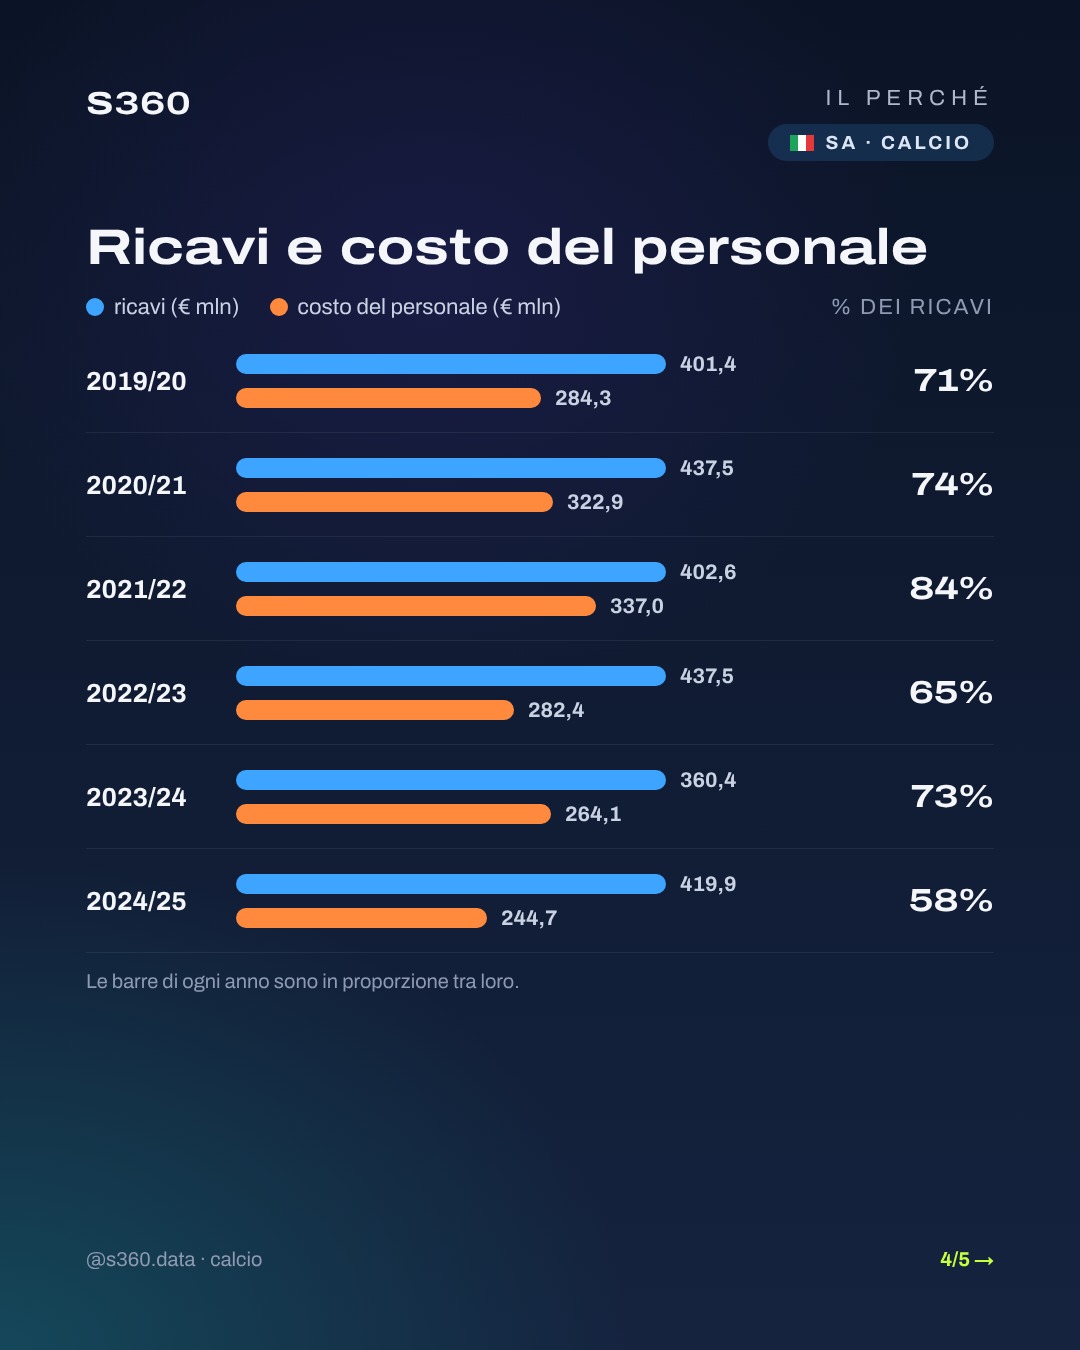 S360
IL PERCHÉ
SA · CALCIO
Ricavi e costo del personale
ricavi (€ mln) costo del personale (€ mln) % DEI RICAVI
2019/20 401,4 71%
284,3
2020/21 437,5 74%
322,9
2021/22 402,6 84%
337,0
2022/23 437,5 65%
282,4
2023/24 360,4 73%
264,1
2024/25 419,9 58%
244,7
Le barre di ogni anno sono in proporzione tra loro.
@s360.data · calcio 4/5 →